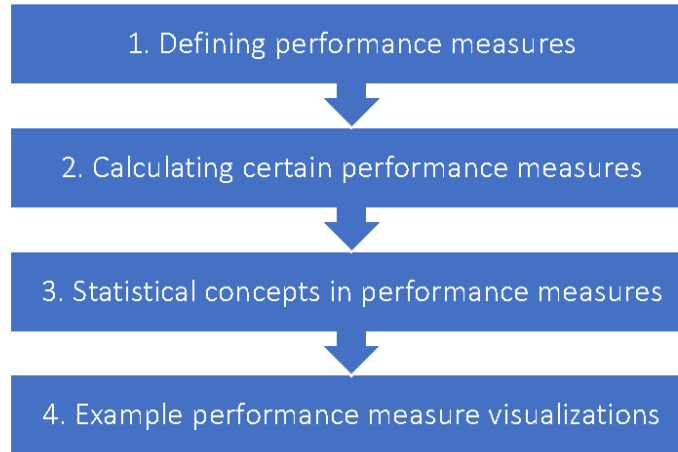 1. Defining performance measures
2. Calculating certain performance measures
3. Statistical concepts in performance measures
4. Example performance measure visualizations